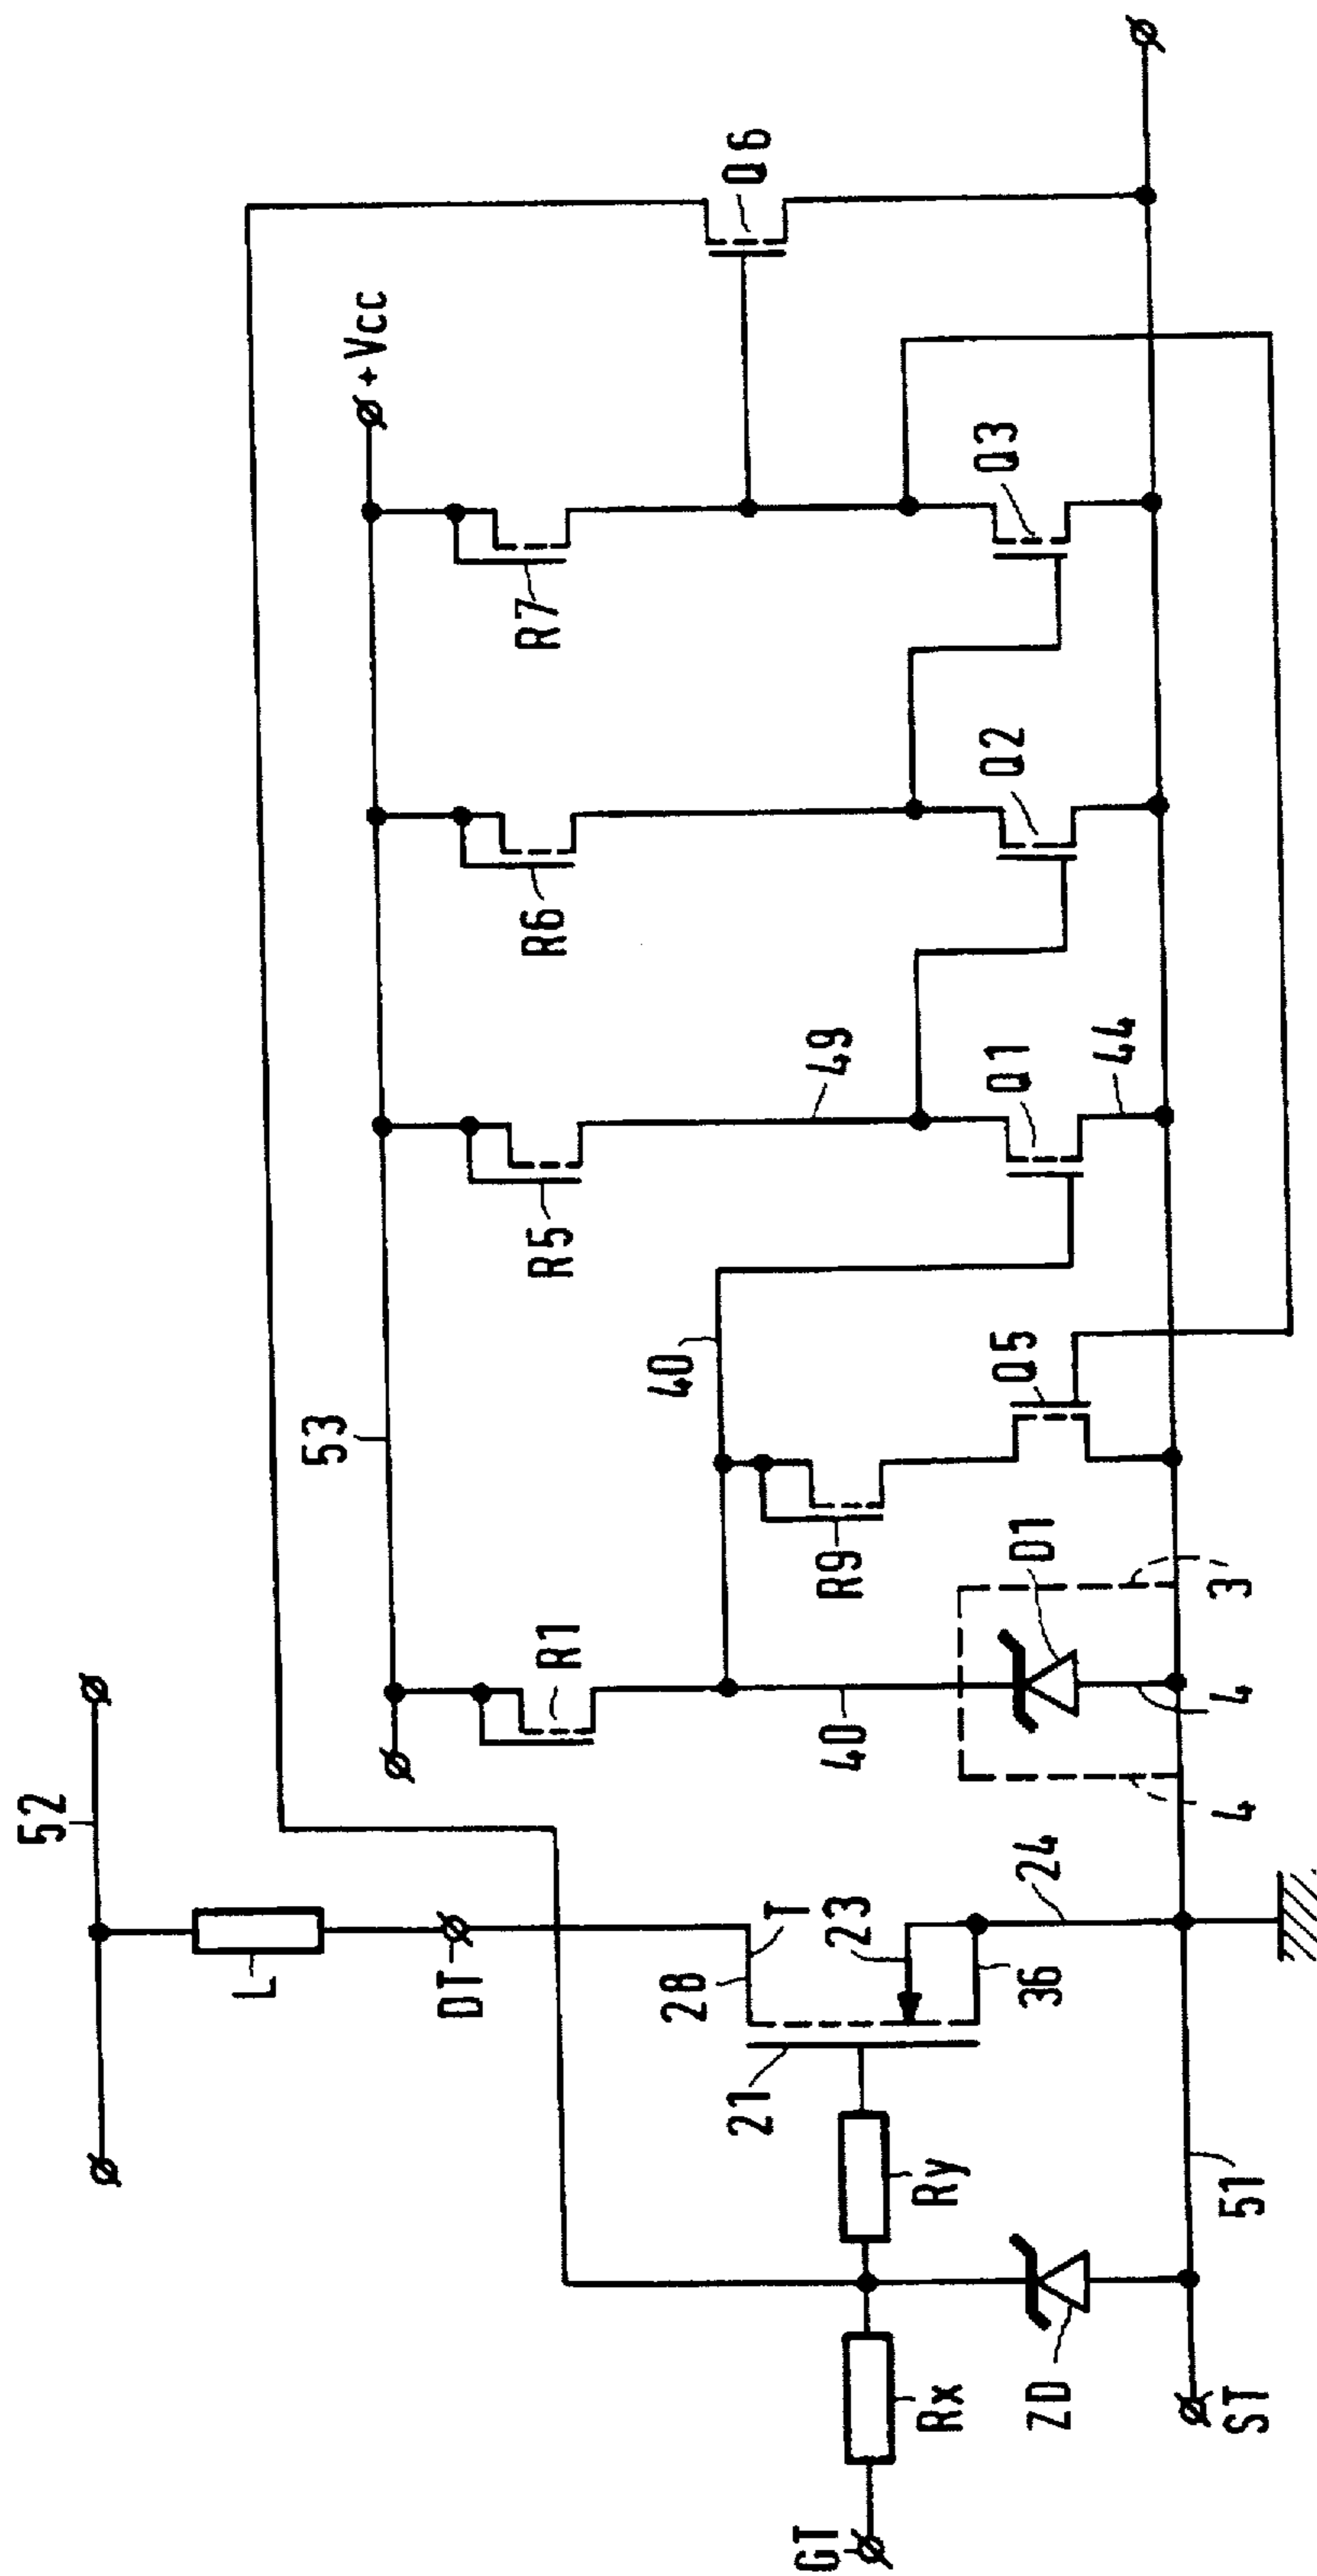 52
L
DT
28
T
21
23
36
24
Ry
Rx
GT
ZD
ST
51
53
+Vcc
R1
40
40
D1
3
4
4
R9
Q5
R5
49
Q1
44
R6
Q2
R7
Q3
Q6